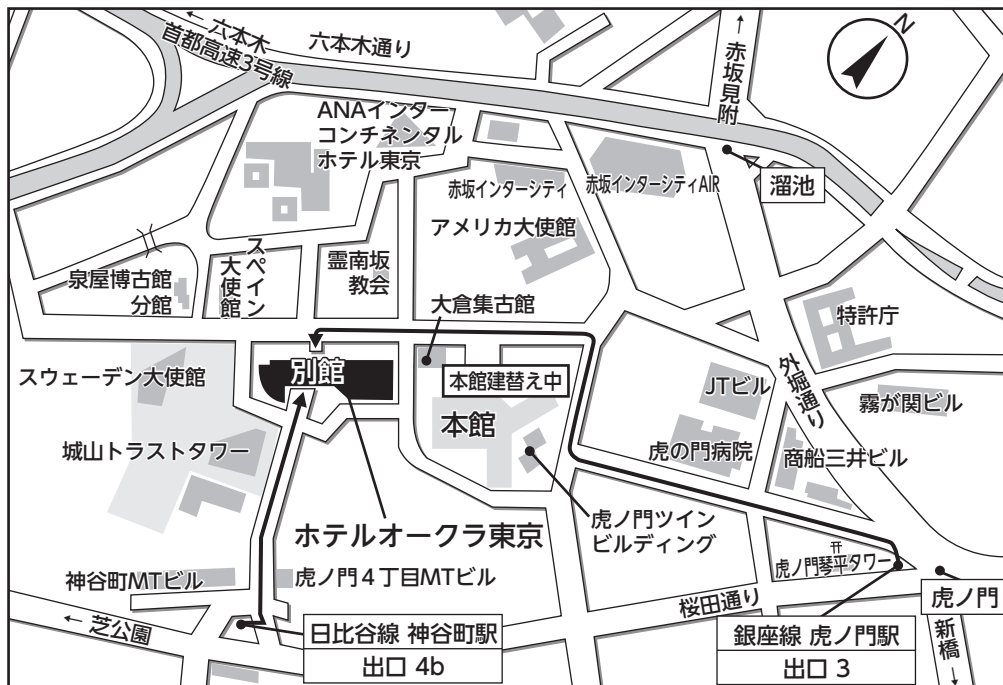 ← 六本木
首都高速3号線
六本木通り
↑赤坂見附
N
ANAインター
コンチネンタル
ホテル東京
赤坂インターシティ
赤坂インターシティAIR
溜池
アメリカ大使館
泉屋博古館
分館
スペイン
大使館
霊南坂
教会
大倉集古館
特許庁
スウェーデン大使館
別館
本館建替え中
JTビル
外堀通り
霧が関ビル
本館
城山トラストタワー
虎の門病院
商船三井ビル
ホテルオークラ東京
虎ノ門ツイン
ビルディング
虎ノ門琴平タワー
神谷町MTビル
虎ノ門4丁目MTビル
桜田通り
虎ノ門
← 芝公園
日比谷線 神谷町駅
出口 4b
銀座線 虎ノ門駅
出口 3
新橋→